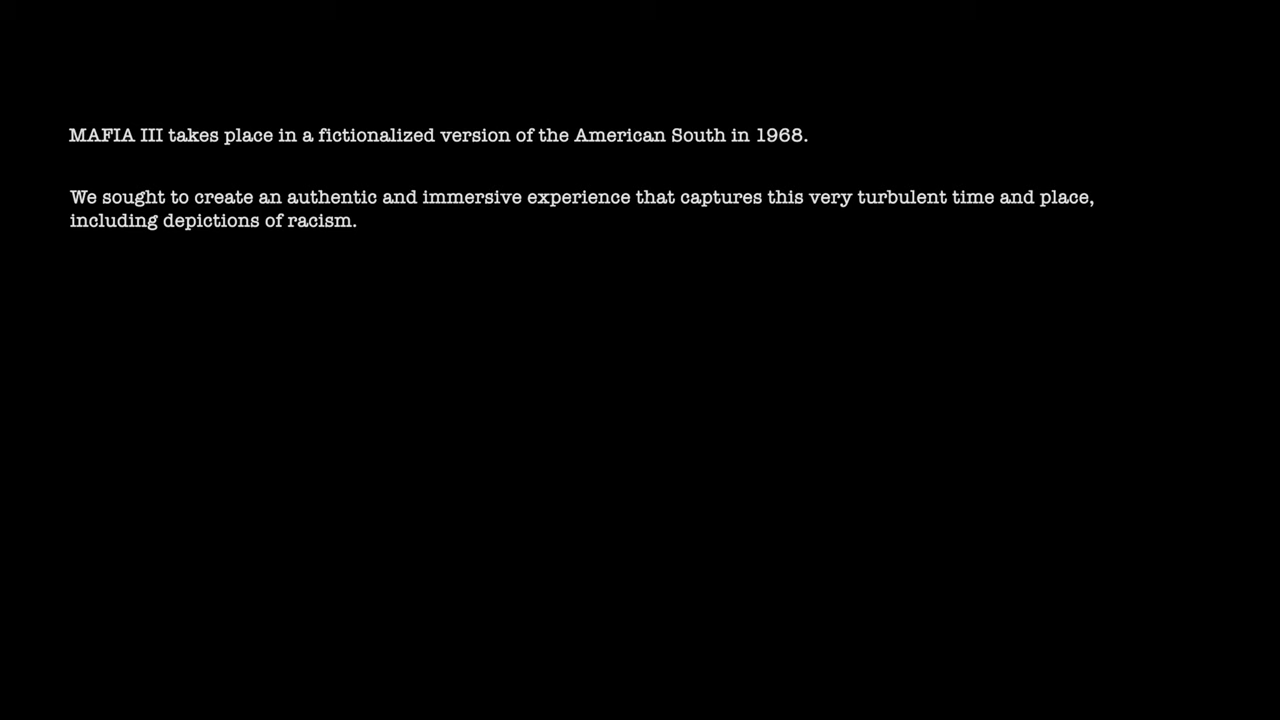 MAFIA III takes place in a fictionalized version of the American South in 1968.
We sought to create an authentic and immersive experience that captures this very turbulent time and place,
including depictions of racism.